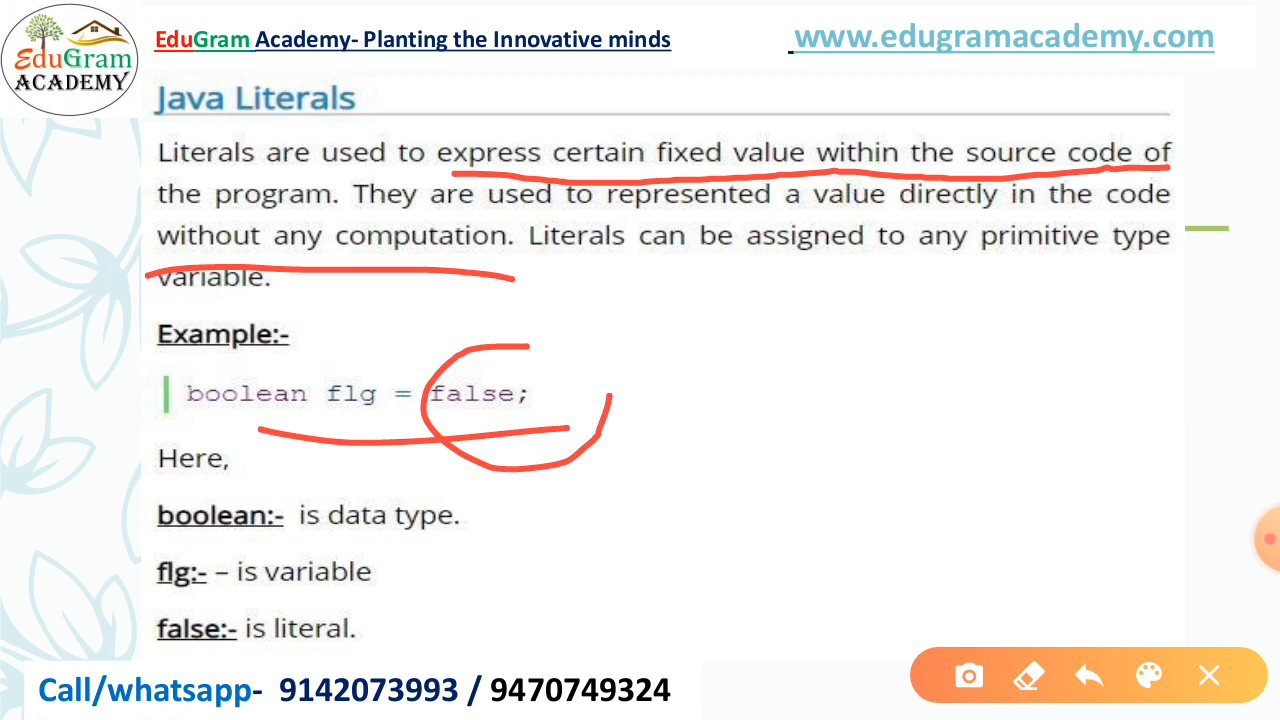 EduGram
ACADEMY
EduGram Academy- Planting the Innovative minds
www.edugramacademy.com
Java Literals
Literals are used to express certain fixed value within the source code of
the program. They are used to represented a value directly in the code
without any computation. Literals can be assigned to any primitive type
variable.
Example:-
boolean flg = false;
Here,
boolean:- is data type.
flg:- – is variable
false:- is literal.
Call/whatsapp- 9142073993 / 9470749324